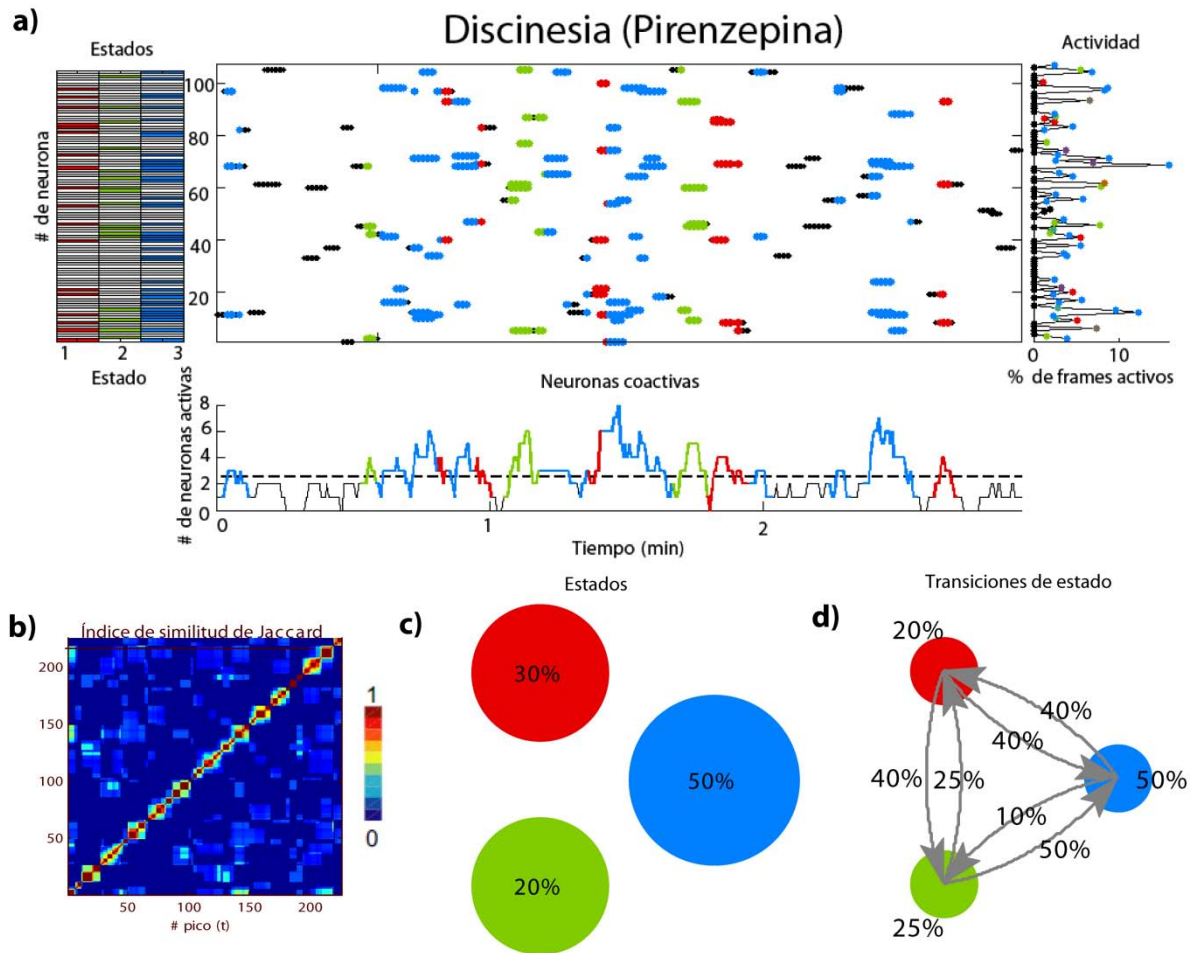 a)
Discinesia (Pirenzepina)
Estados
Actividad
# de neurona
100
80
60
40
20
1 2 3
Estado
0 10
% de frames activos
Neuronas coactivas
# de neuronas activas
8
6
4
2
0
0 1 2
Tiempo (min)
b)
Índice de similitud de Jaccard
200
150
100
50
50 100 150 200
# pico (t)
1
0
c)
Estados
30%
50%
20%
d)
Transiciones de estado
20%
40%
40%
40% 25%
50%
10%
50%
25%